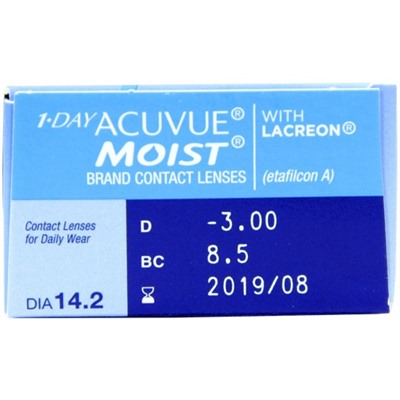 1·DAY ACUVUE® MOIST®
BRAND CONTACT LENSES
WITH LACREON®
(etafilcon A)
Contact Lenses
for Daily Wear
DIA 14.2
D -3.00
BC 8.5
2019/08